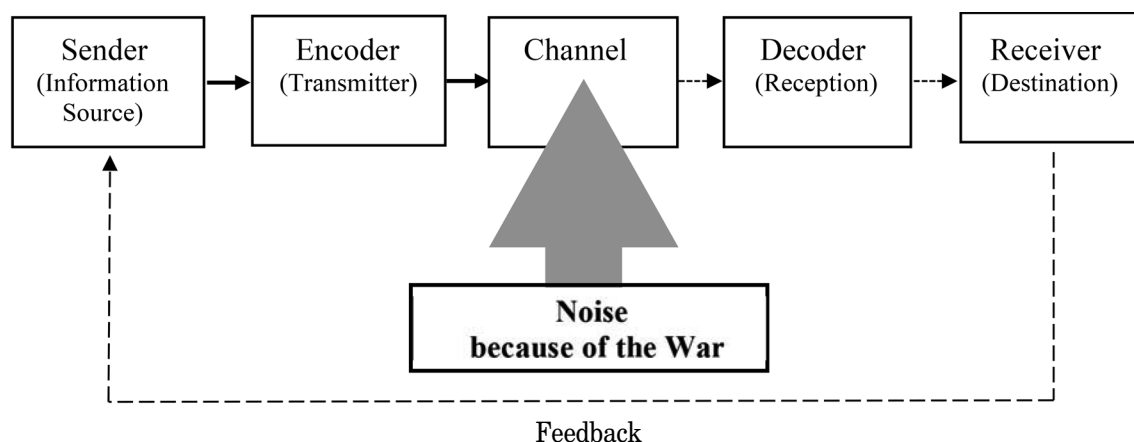 Sender
(Information
Source)
Encoder
(Transmitter)
Channel
Decoder
(Reception)
Receiver
(Destination)
Noise
because of the War
Feedback